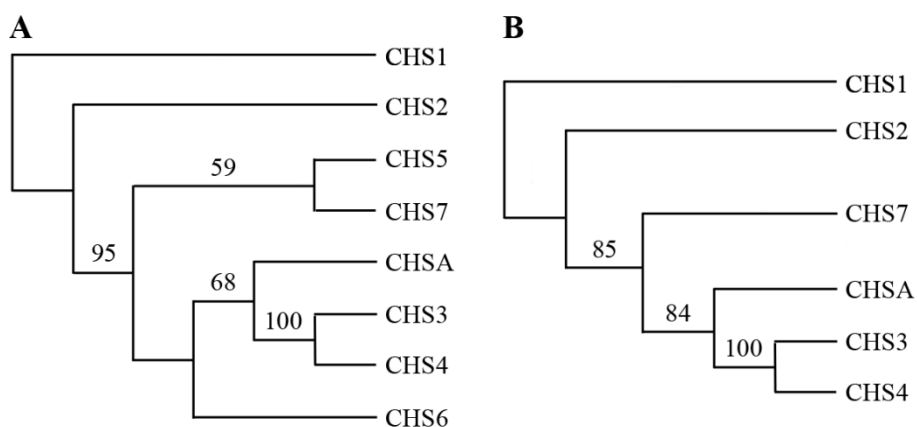 A
CHS1
CHS2
59
CHS5
CHS7
95
68
CHSA
100
CHS3
CHS4
CHS6
B
CHS1
CHS2
CHS7
85
CHSA
84
100
CHS3
CHS4